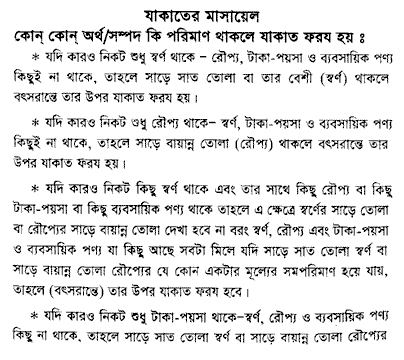 যাকাতের মাসায়েল
কোন্ কোন্ অর্থ/সম্পদ কি পরিমাণ থাকলে যাকাত ফরয হয় ঃ
* যদি কারও নিকট শুধু স্বর্ণ থাকে – রৌপ্য, টাকা-পয়সা ও ব্যবসায়িক পণ্য
কিছুই না থাকে, তাহলে সাড়ে সাত তোলা বা তার বেশী (স্বর্ণ) থাকলে
বৎসরান্তে তার উপর যাকাত ফরয হয়।
* যদি কারও নিকট শুধু রৌপ্য থাকে– স্বর্ণ, টাকা-পয়সা ও ব্যবসায়িক পণ্য
কিছুই না থাকে, তাহলে সাড়ে বায়ান্ন তোলা (রৌপ্য) থাকলে বৎসরান্তে তার
উপর যাকাত ফরয হয়।
* যদি কারও নিকট কিছু স্বর্ণ থাকে এবং তার সাথে কিছু রৌপ্য বা কিছু
টাকা-পয়সা বা কিছু ব্যবসায়িক পণ্য থাকে তাহলে এ ক্ষেত্রে স্বর্ণের সাড়ে তোলা
বা রৌপ্যের সাড়ে বায়ান্ন তোলা দেখা হবে না বরং স্বর্ণ, রৌপ্য এবং টাকা-পয়সা
ও ব্যবসায়িক পণ্য যা কিছু আছে সবটা মিলে যদি সাড়ে সাত তোলা স্বর্ণ বা
সাড়ে বায়ান্ন তোলা রৌপ্যের যে কোন একটার মূল্যের সমপরিমাণ হয়ে যায়,
তাহলে (বৎসরান্তে) তার উপর যাকাত ফরয হবে।
* যদি কারও নিকট শুধু টাকা-পয়সা থাকে–স্বর্ণ, রৌপ্য ও ব্যবসায়িক পণ্য
কিছু না থাকে, তাহলে সাড়ে সাত তোলা স্বর্ণ বা সাড়ে বায়ান্ন তোলা রৌপ্যের